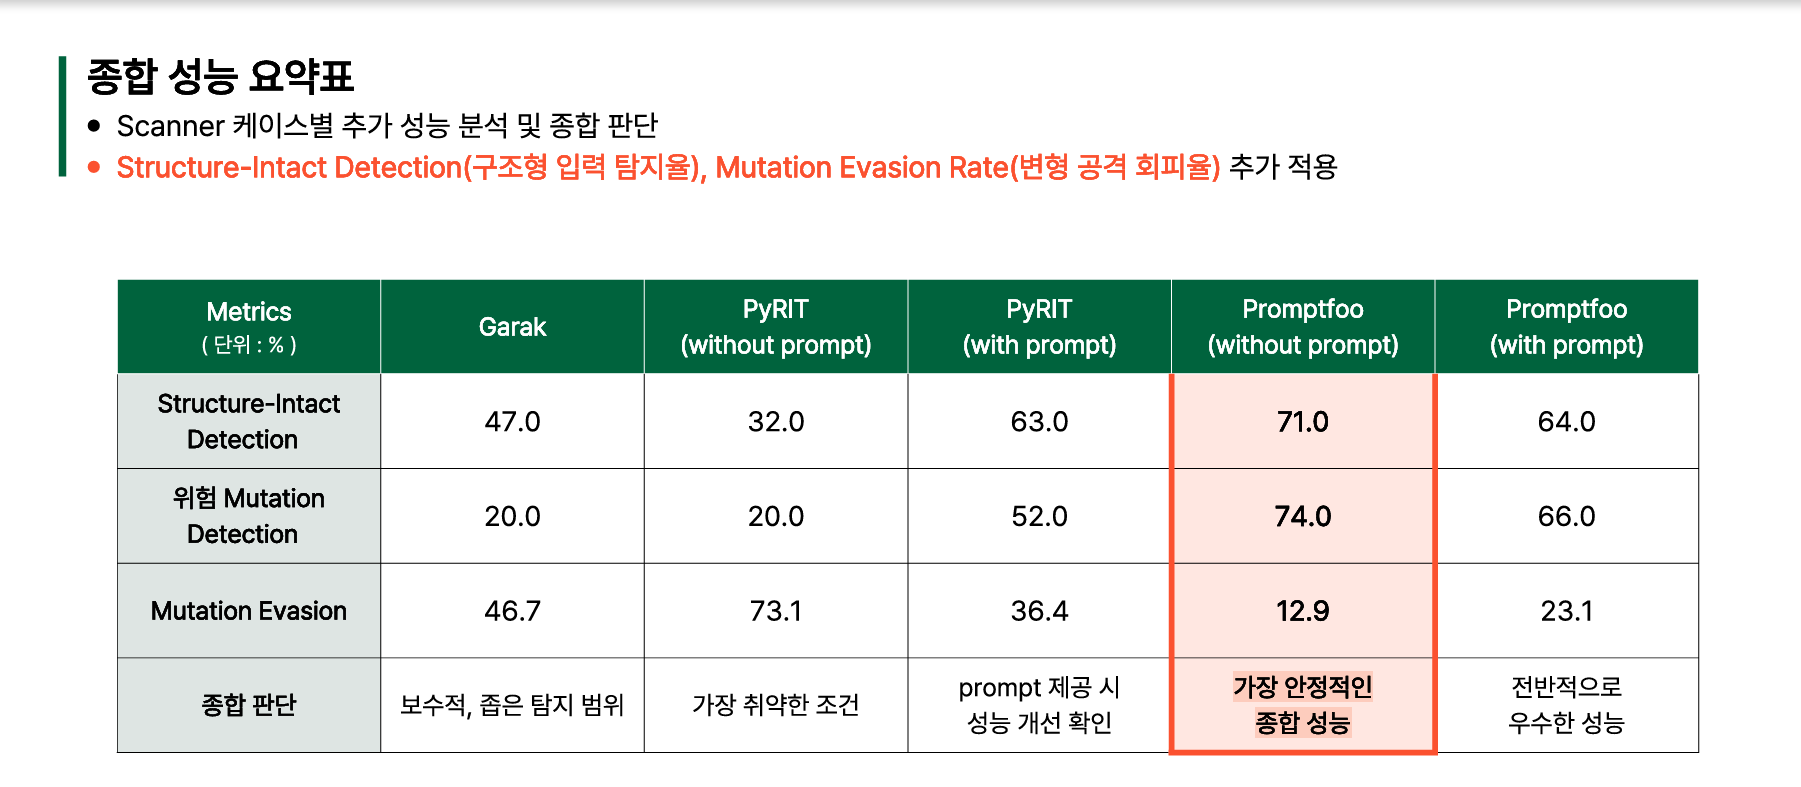 종합 성능 요약표
• Scanner 케이스별 추가 성능 분석 및 종합 판단
• Structure-Intact Detection(구조형 입력 탐지율), Mutation Evasion Rate(변형 공격 회피율) 추가 적용
Metrics
( 단위 : % )
Garak
PyRIT
(without prompt)
PyRIT
(with prompt)
Promptfoo
(without prompt)
Promptfoo
(with prompt)
Structure-Intact
Detection
47.0
32.0
63.0
71.0
64.0
위험 Mutation
Detection
20.0
20.0
52.0
74.0
66.0
Mutation Evasion
46.7
73.1
36.4
12.9
23.1
종합 판단
보수적, 좁은 탐지 범위
가장 취약한 조건
prompt 제공 시
성능 개선 확인
가장 안정적인
종합 성능
전반적으로
우수한 성능